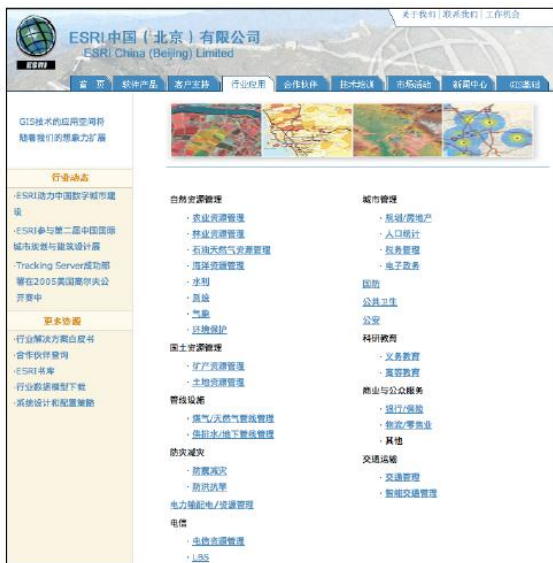 关于我们 | 联系我们 | 工作机会
ESRI中国（北京）有限公司
ESRI China (Beijing) Limited
ESRI
首 页 软件产品 客户支持 行业应用 合作伙伴 技术培训 市场活动 新闻中心 GIS基础
GIS技术的应用空间将
随着我们的想象力扩展
行业动态
·ESRI助力中国数字城市建
设
·ESRI参与第二届中国国际
城市规划与建筑设计展
·Tracking Server成功部
署在2005美国高尔夫公
开赛中
更多资源
·行业解决方案白皮书
·合作伙伴查询
·ESRI书库
·行业数据模型下载
·系统设计和配置策略
自然资源管理
· 农业资源管理
· 林业资源管理
· 石油天然气资源管理
· 海洋资源管理
· 水利
· 测绘
· 气象
· 环境保护
国土资源管理
· 矿产资源管理
· 土地资源管理
管线设施
· 煤气/天然气管线管理
· 供排水/地下管线管理
防灾减灾
· 防震减灾
· 防洪抗旱
电力输配电/资源管理
电信
· 电信资源管理
· LBS
城市管理
· 规划/房地产
· 人口统计
· 税务管理
· 电子政务
国防
公共卫生
公安
科研教育
· 义务教育
· 高等教育
商业与公众服务
· 银行/保险
· 物流/零售业
· 其他
交通运输
· 交通管理
· 智能交通管理